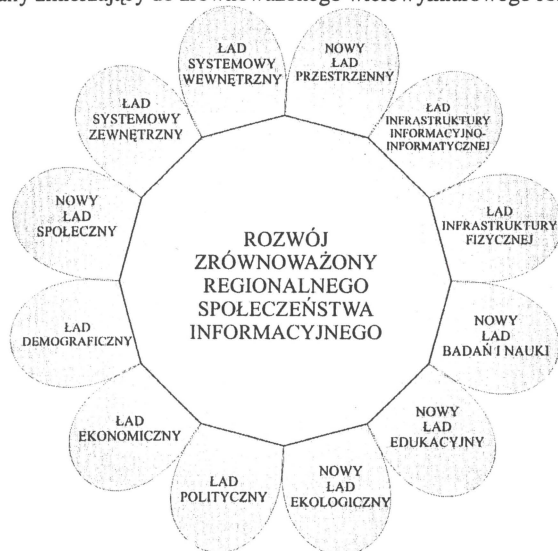 ŁAD
SYSTEMOWY
WEWNĘTRZNY
NOWY
ŁAD
PRZESTRZENNY
ŁAD
INFRASTRUKTURY
INFORMACYJNO-
INFORMATYCZNEJ
ŁAD
INFRASTRUKTURY
FIZYCZNEJ
NOWY
ŁAD
BADAŃ I NAUKI
NOWY
ŁAD
EDUKACYJNY
NOWY
ŁAD
EKOLOGICZNY
ŁAD
POLITYCZNY
ŁAD
EKONOMICZNY
ŁAD
DEMOGRAFICZNY
NOWY
ŁAD
SPOŁECZNY
ŁAD
SYSTEMOWY
ZEWNĘTRZNY
ROZWÓJ
ZRÓWNOWAŻONY
REGIONALNEGO
SPOŁECZEŃSTWA
INFORMACYJNEGO